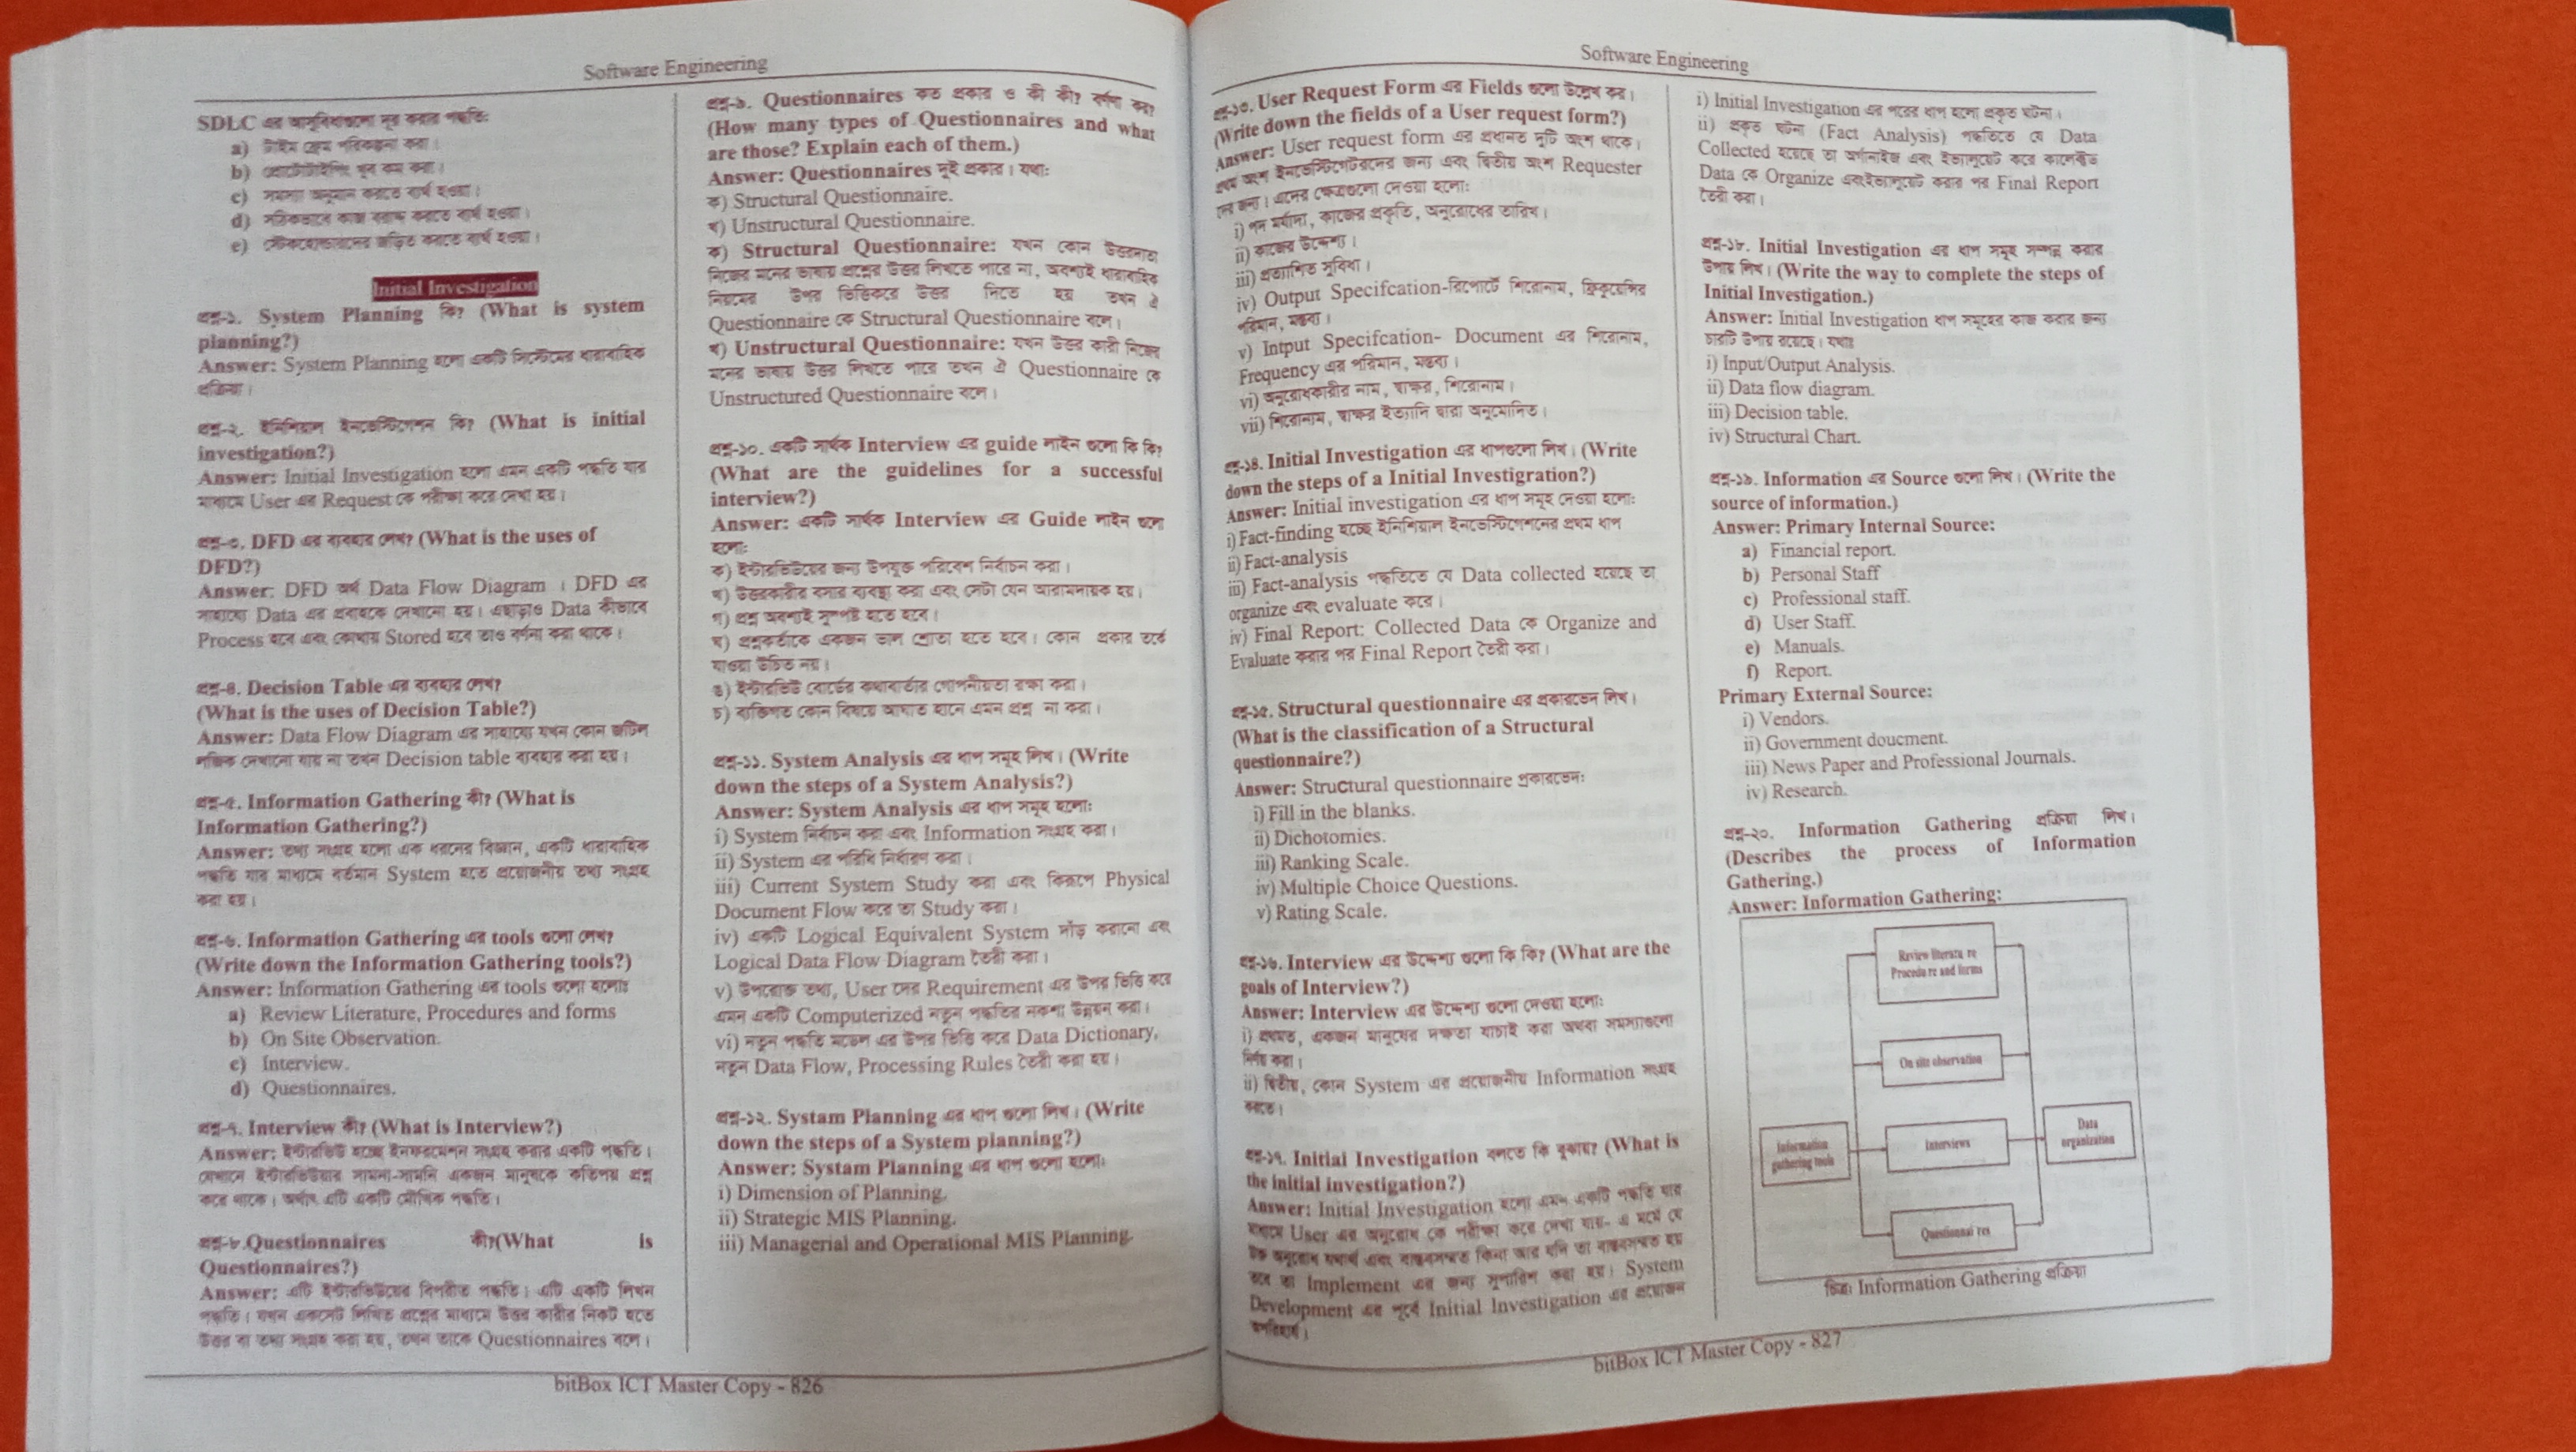 Software Engineering
SDLC এর অসুবিধাগুলো দূর করার পদ্ধতি:
a) টাইম ফ্রেম পরিকল্পনা করা।
b) প্রোটোটাইপিং খুব কম করা।
c) সমস্যা অনুমান করতে ব্যর্থ হওয়া।
d) সঠিকভাবে কাজ বরাদ্দ করতে ব্যর্থ হওয়া।
e) স্টেকহোল্ডারদের জড়িত করতে ব্যর্থ হওয়া।
Initial Investigation
প্রশ্ন-১. System Planning কি? (What is system
planning?)
Answer: System Planning হলো একটি সিস্টেমের ধারাবাহিক
প্রক্রিয়া।
প্রশ্ন-২. ইনিশিয়াল ইনভেস্টিগেশন কি? (What is initial
investigation?)
Answer: Initial Investigation হলো এমন একটি পদ্ধতি যার
মাধ্যমে User এর Request কে পরীক্ষা করে দেখা হয়।
প্রশ্ন-৩. DFD এর ব্যবহার লেখ? (What is the uses of
DFD?)
Answer: DFD অর্থ Data Flow Diagram । DFD এর
সাহায্যে Data এর প্রবাহকে দেখানো হয়। এছাড়াও Data কীভাবে
Process হবে এবং কোথায় Stored হবে তাও বর্ণনা করা থাকে।
প্রশ্ন-৪. Decision Table এর ব্যবহার লেখ?
(What is the uses of Decision Table?)
Answer: Data Flow Diagram এর সাহায্যে যখন কোন জটিল
লজিক দেখানো যায় না তখন Decision table ব্যবহার করা হয়।
প্রশ্ন-৫. Information Gathering কী? (What is
Information Gathering?)
Answer: তথ্য সংগ্রহ হলো এক ধরনের বিজ্ঞান, একটি ধারাবাহিক
পদ্ধতি যার মাধ্যমে বর্তমান System হতে প্রয়োজনীয় তথ্য সংগ্রহ
করা হয়।
প্রশ্ন-৬. Information Gathering এর tools গুলো লেখ?
(Write down the Information Gathering tools?)
Answer: Information Gathering এর tools গুলো হলোঃ
a) Review Literature, Procedures and forms
b) On Site Observation.
c) Interview.
d) Questionnaires.
প্রশ্ন-৭. Interview কী? (What is Interview?)
Answer: ইন্টারভিউ হচ্ছে ইনফরমেশন সংগ্রহ করার একটি পদ্ধতি।
যেখানে ইন্টারভিউয়ার সামনা-সামনি একজন মানুষকে কতিপয় প্রশ্ন
করে থাকে। অর্থাৎ এটি একটি মৌখিক পদ্ধতি।
প্রশ্ন-৮.Questionnaires কী?(What is
Questionnaires?)
Answer: এটি ইন্টারভিউয়ের বিপরীত পদ্ধতি। এটি একটি লিখন
পদ্ধতি। যখন একসেট লিখিত প্রশ্নের মাধ্যমে উত্তর কারীর নিকট হতে
উত্তর বা তথ্য সংগ্রহ করা হয়, তখন তাকে Questionnaires বলে।
প্রশ্ন-৯. Questionnaires কত প্রকার ও কী কী? বর্ণনা কর?
(How many types of Questionnaires and what
are those? Explain each of them.)
Answer: Questionnaires দুই প্রকার। যথা:
ক) Structural Questionnaire.
খ) Unstructural Questionnaire.
ক) Structural Questionnaire: যখন কোন উত্তরদাতা
নিজের মনের ভাষায় প্রশ্নের উত্তর লিখতে পারে না, অবশ্যই ধারাবাহিক
নিয়মের উপর ভিত্তিকরে উত্তর দিতে হয় তখন ঐ
Questionnaire কে Structural Questionnaire বলে।
খ) Unstructural Questionnaire: যখন উত্তর কারী নিজের
মনের ভাষায় উত্তর লিখতে পারে তখন ঐ Questionnaire কে
Unstructured Questionnaire বলে।
প্রশ্ন-১০. একটি সার্থক Interview এর guide লাইন গুলো কি কি?
(What are the guidelines for a successful
interview?)
Answer: একটি সার্থক Interview এর Guide লাইন গুলো
হলো:
ক) ইন্টারভিউয়ের জন্য উপযুক্ত পরিবেশ নির্বাচন করা।
খ) উত্তরকারীর বসার ব্যবস্থা করা এবং সেটা যেন আরামদায়ক হয়।
গ) প্রশ্ন অবশ্যই সুস্পষ্ট হতে হবে।
ঘ) প্রশ্নকর্তাকে একজন ভাল শ্রোতা হতে হবে। কোন প্রকার তর্কে
যাওয়া উচিত নয়।
ঙ) ইন্টারভিউ বোর্ডের কথাবার্তার গোপনীয়তা রক্ষা করা।
চ) ব্যক্তিগত কোন বিষয়ে আঘাত হানে এমন প্রশ্ন না করা।
প্রশ্ন-১১. System Analysis এর ধাপ সমূহ লিখ। (Write
down the steps of a System Analysis?)
Answer: System Analysis এর ধাপ সমূহ হলো:
i) System নির্বাচন করা এবং Information সংগ্রহ করা।
ii) System এর পরিধি নির্ধারণ করা।
iii) Current System Study করা এবং কিরূপে Physical
Document Flow করে তা Study করা।
iv) একটি Logical Equivalent System দাঁড় করানো এবং
Logical Data Flow Diagram তৈরী করা।
v) উপরোক্ত তথ্য, User দের Requirement এর উপর ভিত্তি করে
এমন একটি Computerized নতুন পদ্ধতির নকশা উন্নয়ন করা।
vi) নতুন পদ্ধতি মডেল এর উপর ভিত্তি করে Data Dictionary,
নতুন Data Flow, Processing Rules তৈরী করা হয়।
প্রশ্ন-১২. Systam Planning এর ধাপ গুলো লিখ। (Write
down the steps of a System planning?)
Answer: Systam Planning এর ধাপ গুলো হলো:
i) Dimension of Planning.
ii) Strategic MIS Planning.
iii) Managerial and Operational MIS Planning.
bitBox ICT Master Copy - 826
Software Engineering
প্রশ্ন-১৩. User Request Form এর Fields গুলো উল্লেখ কর।
(Write down the fields of a User request form?)
Answer: User request form এর প্রধানত দুটি অংশ থাকে।
প্রথম অংশ ইনভেস্টিগেটরদের জন্য এবং দ্বিতীয় অংশ Requester
দের জন্য। এদের ক্ষেত্রগুলো দেওয়া হলো:
i) পদ মর্যাদা, কাজের প্রকৃতি, অনুরোধের তারিখ।
ii) কাজের উদ্দেশ্য।
iii) প্রত্যাশিত সুবিধা।
iv) Output Specifcation-রিপোর্টে শিরোনাম, ফ্রিকুয়েন্সির
পরিমান, মন্তব্য।
v) Intput Specifcation- Document এর শিরোনাম,
Frequency এর পরিমান, মন্তব্য।
vi) অনুরোধকারীর নাম, স্বাক্ষর, শিরোনাম।
vii) শিরোনাম, স্বাক্ষর ইত্যাদি দ্বারা অনুমোদিত।
প্রশ্ন-১৪. Initial Investigation এর ধাপগুলো লিখ। (Write
down the steps of a Initial Investigration?)
Answer: Initial investigation এর ধাপ সমূহ দেওয়া হলো:
i) Fact-finding হচ্ছে ইনিশিয়াল ইনভেস্টিগেশনের প্রথম ধাপ
ii) Fact-analysis
iii) Fact-analysis পদ্ধতিতে যে Data collected হয়েছে তা
organize এবং evaluate করে।
iv) Final Report: Collected Data কে Organize and
Evaluate করার পর Final Report তৈরী করা।
প্রশ্ন-১৫. Structural questionnaire এর প্রকারভেদ লিখ।
(What is the classification of a Structural
questionnaire?)
Answer: Structural questionnaire প্রকারভেদ:
i) Fill in the blanks.
ii) Dichotomies.
iii) Ranking Scale.
iv) Multiple Choice Questions.
v) Rating Scale.
প্রশ্ন-১৬. Interview এর উদ্দেশ্য গুলো কি কি? (What are the
goals of Interview?)
Answer: Interview এর উদ্দেশ্য গুলো দেওয়া হলো:
i) প্রথমত, একজন মানুষের দক্ষতা যাচাই করা অথবা সমস্যাগুলো
নির্ণয় করা।
ii) দ্বিতীয়, কোন System এর প্রয়োজনীয় Information সংগ্রহ
করতে।
প্রশ্ন-১৭. Initial Investigation বলতে কি বুঝায়? (What is
the initial investigation?)
Answer: Initial Investigation হলো এমন একটি পদ্ধতি যার
মাধ্যমে User এর অনুরোধ কে পরীক্ষা করে দেখা যায়- এ মর্মে যে
উক্ত অনুরোধ যথার্থ এবং বাস্তবসম্মত কিনা আর যদি তা বাস্তবসম্মত হয়
তবে তা Implement এর জন্য সুপারিশ করা হয়। System
Development এর পূর্বে Initial Investigation এর প্রয়োজন
অপরিহার্য।
i) Initial Investigation এর পরের ধাপ হলো প্রকৃত ঘটনা।
ii) প্রকৃত ঘটনা (Fact Analysis) পদ্ধতিতে যে Data
Collected হয়েছে তা অর্গানাইজ এবং ইভ্যালুয়েট করে কালেক্টড
Data কে Organize এবংইভ্যালুয়েট করার পর Final Report
তৈরী করা।
প্রশ্ন-১৮. Initial Investigation এর ধাপ সমূহ সম্পন্ন করার
উপায় লিখ। (Write the way to complete the steps of
Initial Investigation.)
Answer: Initial Investigation ধাপ সমূহের কাজ করার জন্য
চারটি উপায় রয়েছে। যথাঃ
i) Input/Output Analysis.
ii) Data flow diagram.
iii) Decision table.
iv) Structural Chart.
প্রশ্ন-১৯. Information এর Source গুলো লিখ। (Write the
source of information.)
Answer: Primary Internal Source:
a) Financial report.
b) Personal Staff
c) Professional staff.
d) User Staff.
e) Manuals.
f) Report.
Primary External Source:
i) Vendors.
ii) Government doucment.
iii) News Paper and Professional Journals.
iv) Research.
প্রশ্ন-২০. Information Gathering প্রক্রিয়া লিখ।
(Describes the process of Information
Gathering.)
Answer: Information Gathering:
Review literatu re
Procedu re and forms
On site observation
Information
gathering tools
Interviews
Data
organization
Questionnai res
চিত্র: Information Gathering প্রক্রিয়া
bitBox ICT Master Copy - 827